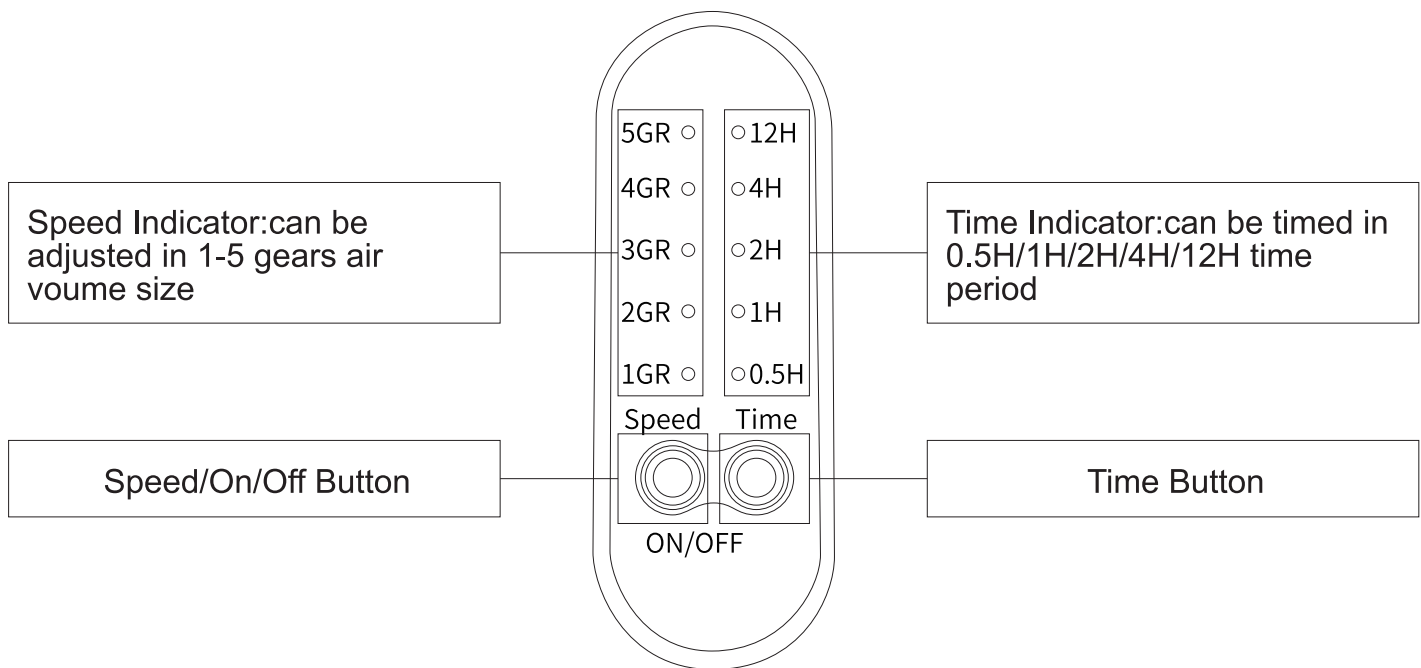 5GR 12H
4GR 4H
Speed Indicator:can be
adjusted in 1-5 gears air
voume size
3GR 2H
Time Indicator:can be timed in
0.5H/1H/2H/4H/12H time
period
2GR 1H
1GR 0.5H
Speed Time
Speed/On/Off Button
Time Button
ON/OFF